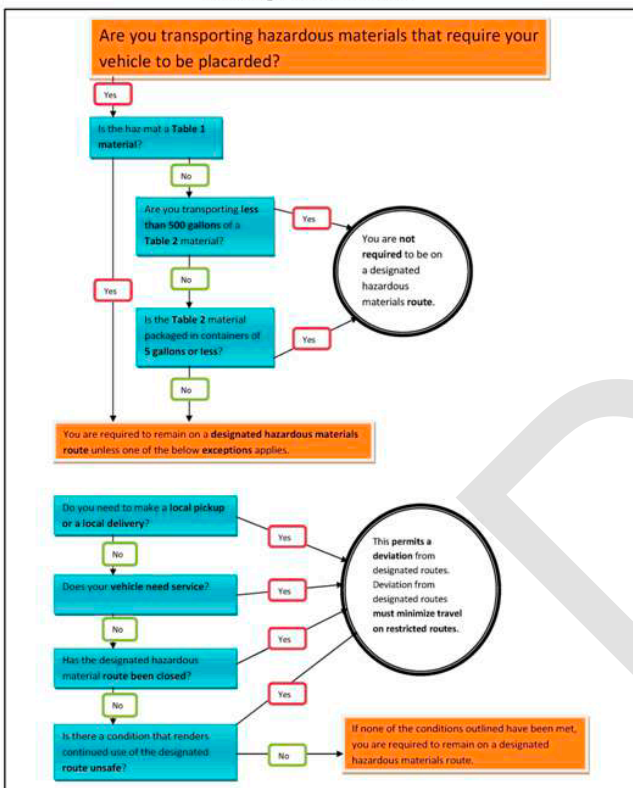 Are you transporting hazardous materials that require your
vehicle to be placarded?
Yes
Is the haz mat a Table 1
material?
No
Are you transporting less
than 500 gallons of a
Table 2 material?
Yes
You are not
required to be on
a designated
hazardous
materials route.
No
Yes
Is the Table 2 material
packaged in containers of
5 gallons or less?
Yes
No
You are required to remain on a designated hazardous materials
route unless one of the below exceptions applies.
Do you need to make a local pickup
or a local delivery?
Yes
This permits a
deviation from
designated routes.
Deviation from
designated routes
must minimize travel
on restricted routes.
No
Does your vehicle need service?
Yes
No
Yes
Has the designated hazardous
material route been closed?
Yes
No
Is there a condition that renders
continued use of the designated
route unsafe?
No
If none of the conditions outlined have been met,
you are required to remain on a designated
hazardous materials route.